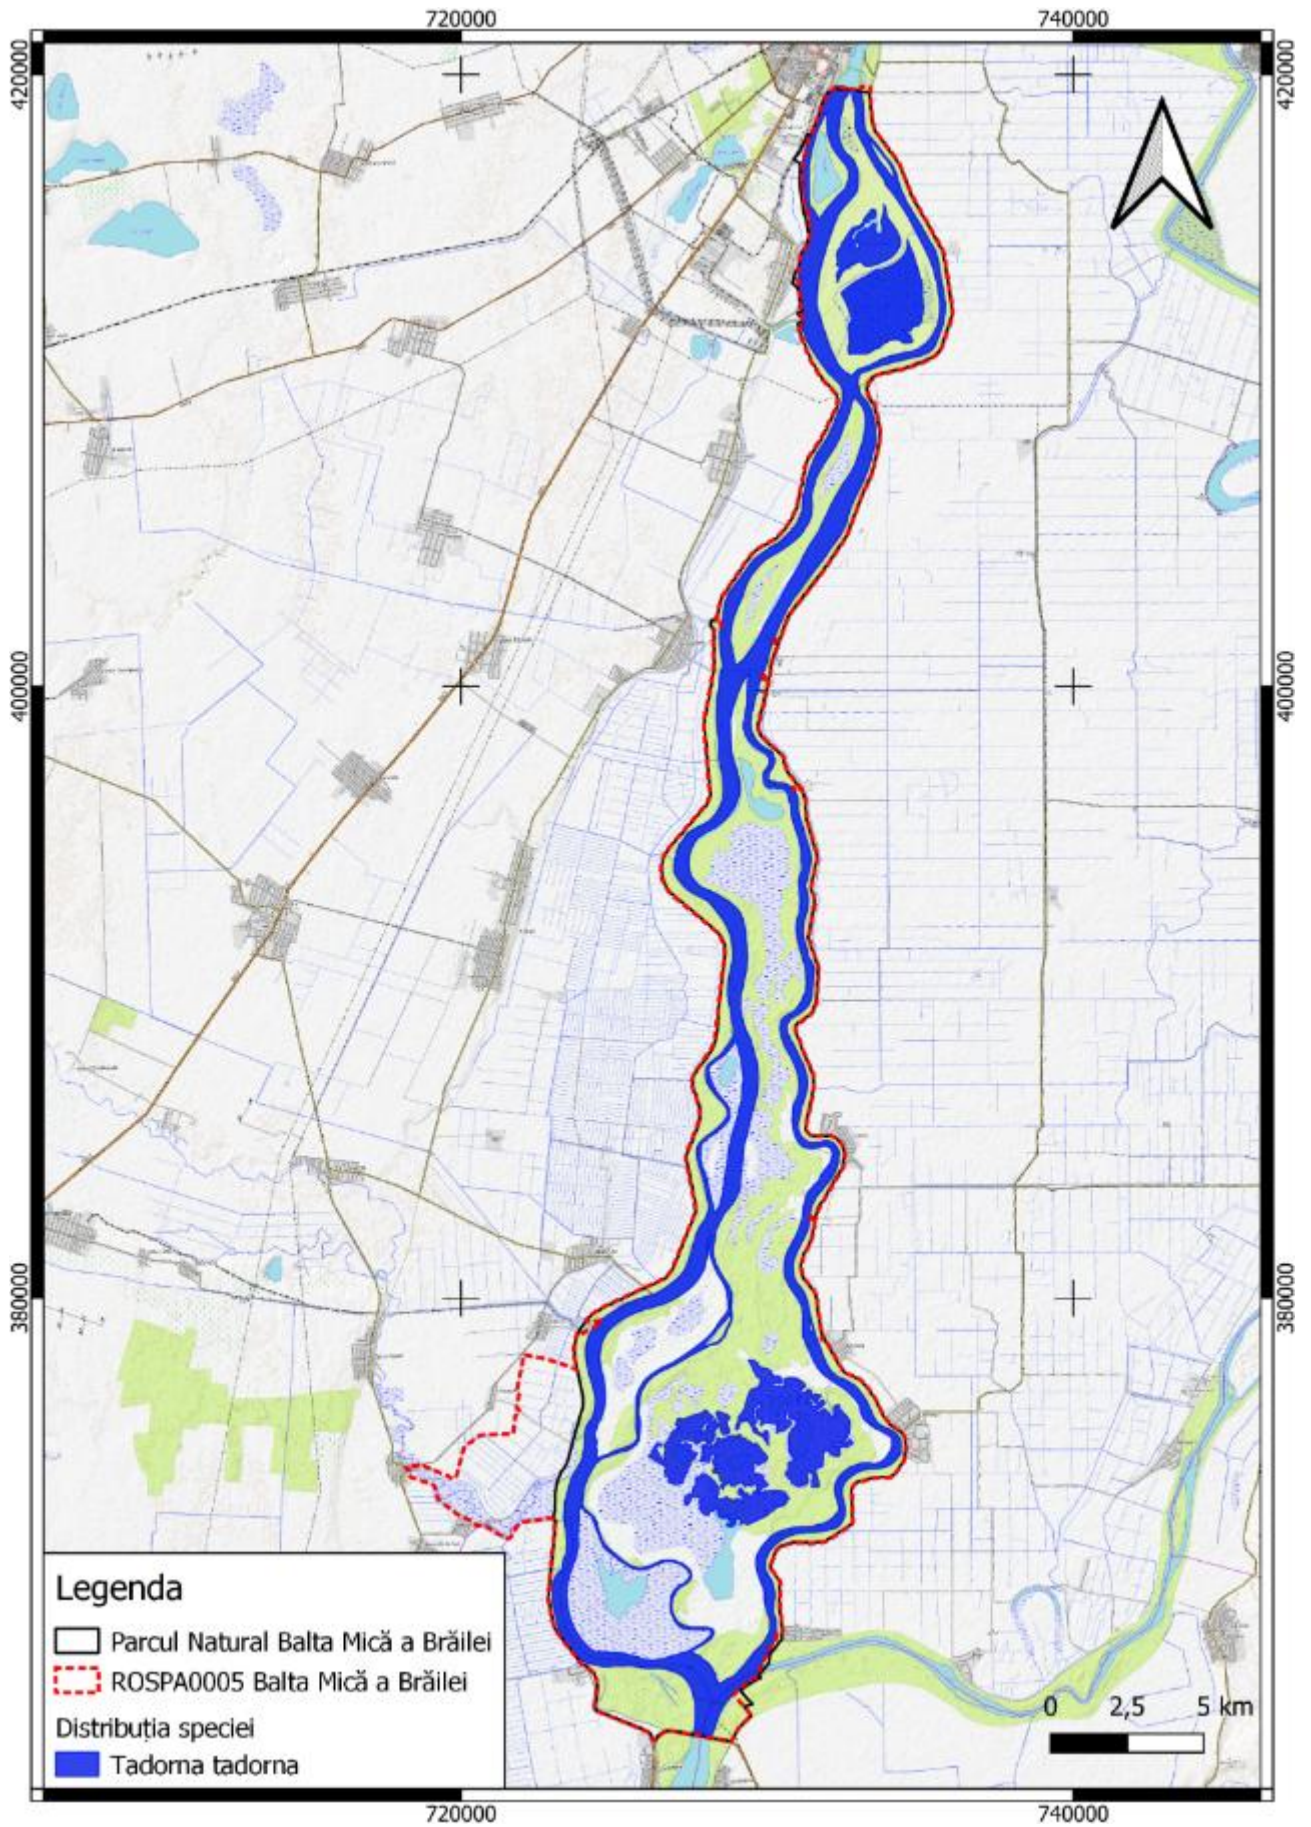 720000 740000
420000 420000
400000 400000
380000 380000
Legenda
Parcul Natural Balta Mică a Brăilei
ROSPA0005 Balta Mică a Brăilei
Distribuția speciei
Tadorna tadorna
0 2,5 5 km
720000 740000